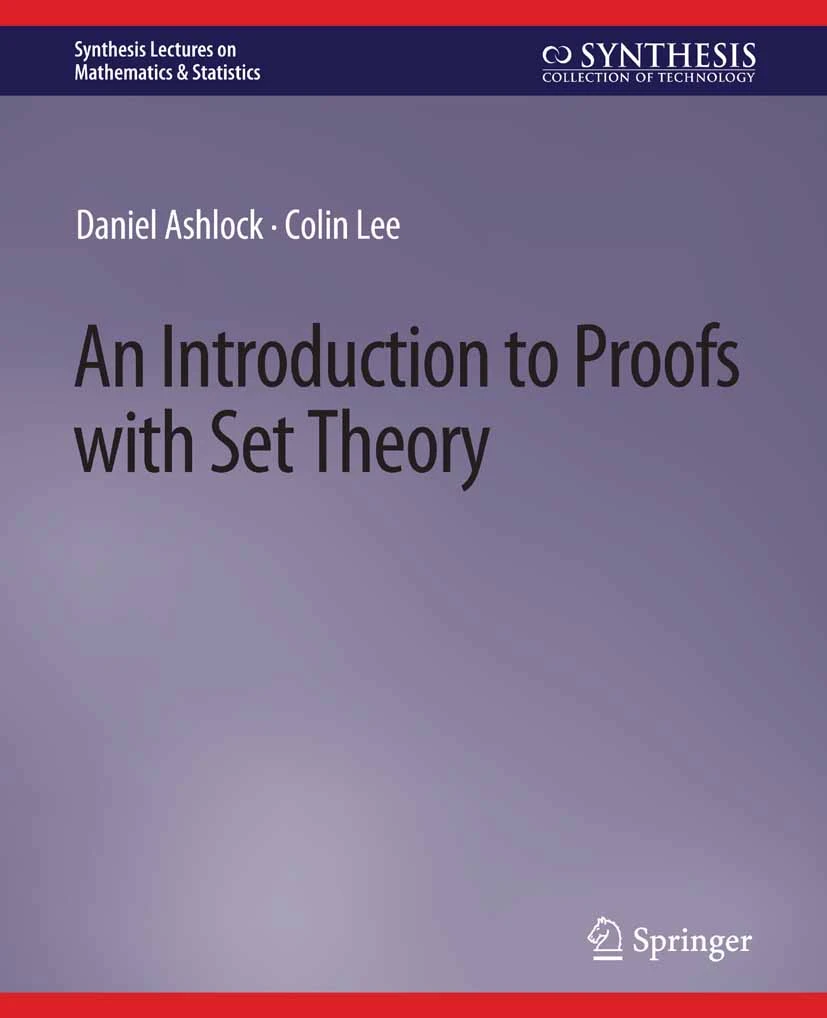 Synthesis Lectures on
Mathematics & Statistics
SYNTHESIS
COLLECTION OF TECHNOLOGY
Daniel Ashlock · Colin Lee
An Introduction to Proofs
with Set Theory
Springer